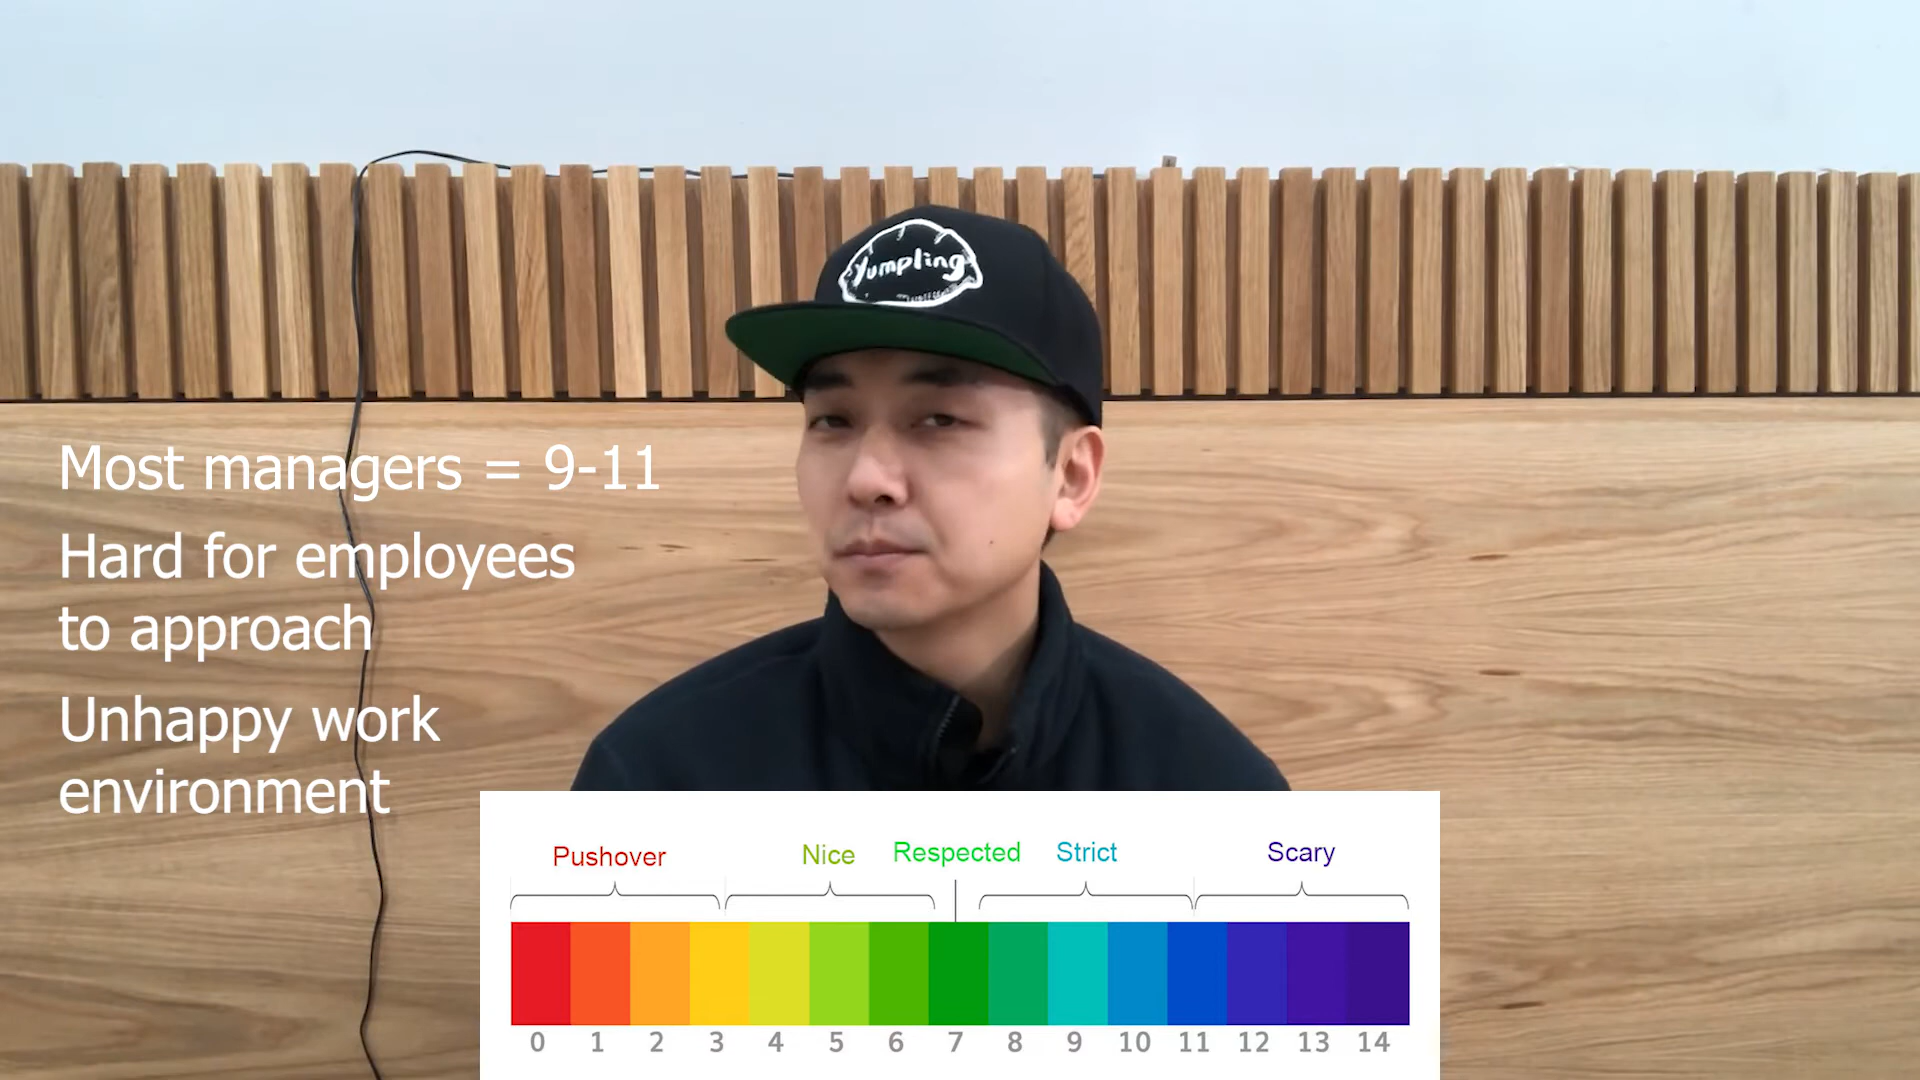 Yumpling
Most managers = 9-11
Hard for employees
to approach
Unhappy work
environment
Pushover
Nice
Respected
Strict
Scary
0 1 2 3 4 5 6 7 8 9 10 11 12 13 14